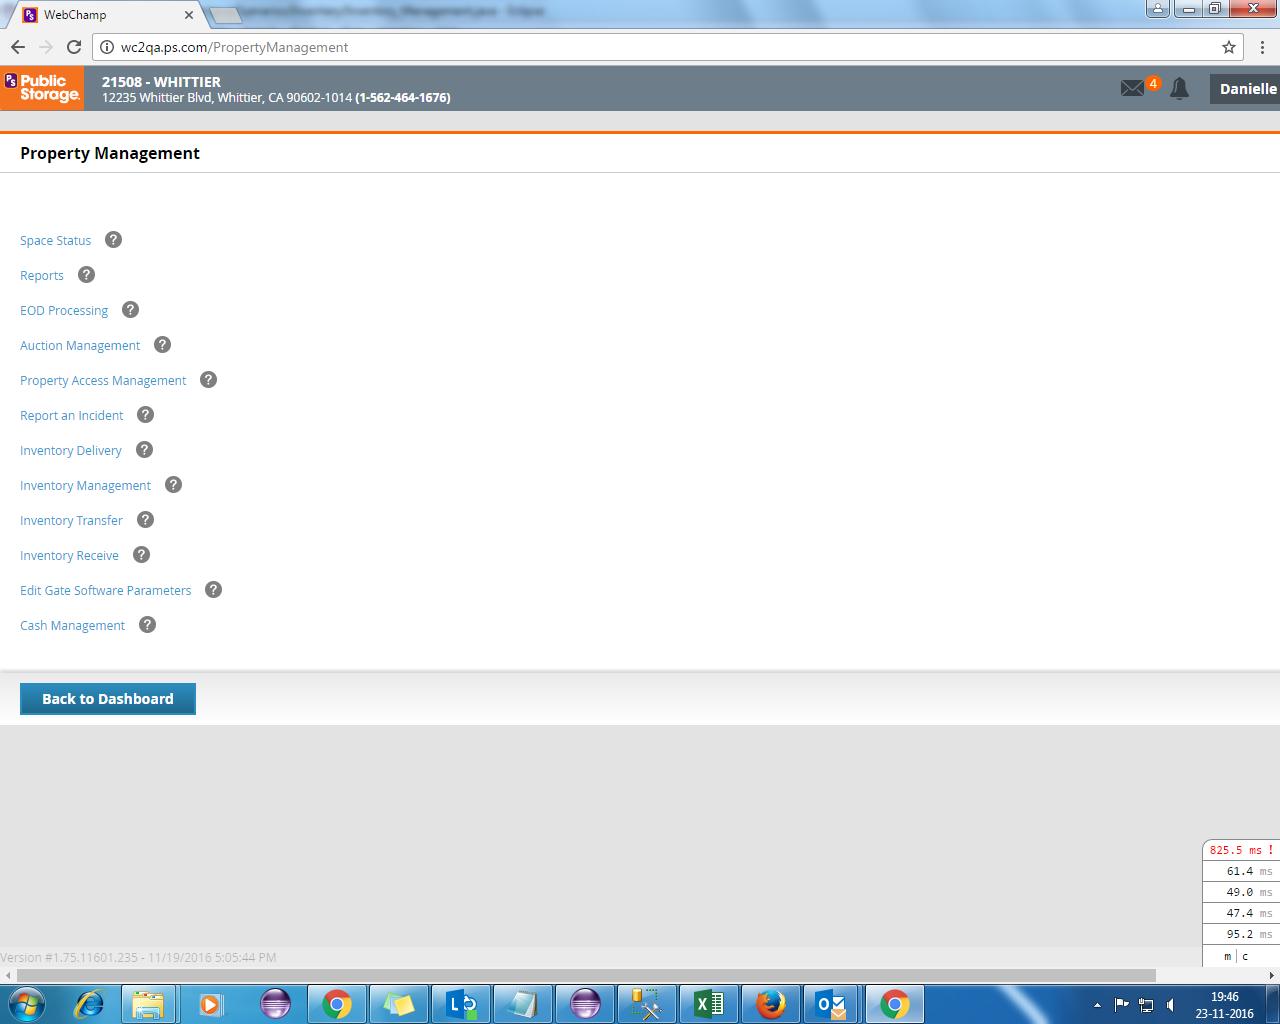 WebChamp
wc2qa.ps.com/PropertyManagement
PS Public Storage.
21508 - WHITTIER
12235 Whittier Blvd, Whittier, CA 90602-1014 (1-562-464-1676)
4
Danielle
Property Management
Space Status ?
Reports ?
EOD Processing ?
Auction Management ?
Property Access Management ?
Report an Incident ?
Inventory Delivery ?
Inventory Management ?
Inventory Transfer ?
Inventory Receive ?
Edit Gate Software Parameters ?
Cash Management ?
Back to Dashboard
825.5 ms !
61.4 ms
49.0 ms
47.4 ms
95.2 ms
m | c
Version #1.75.11601.235 - 11/19/2016 5:05:44 PM
19:46
23-11-2016